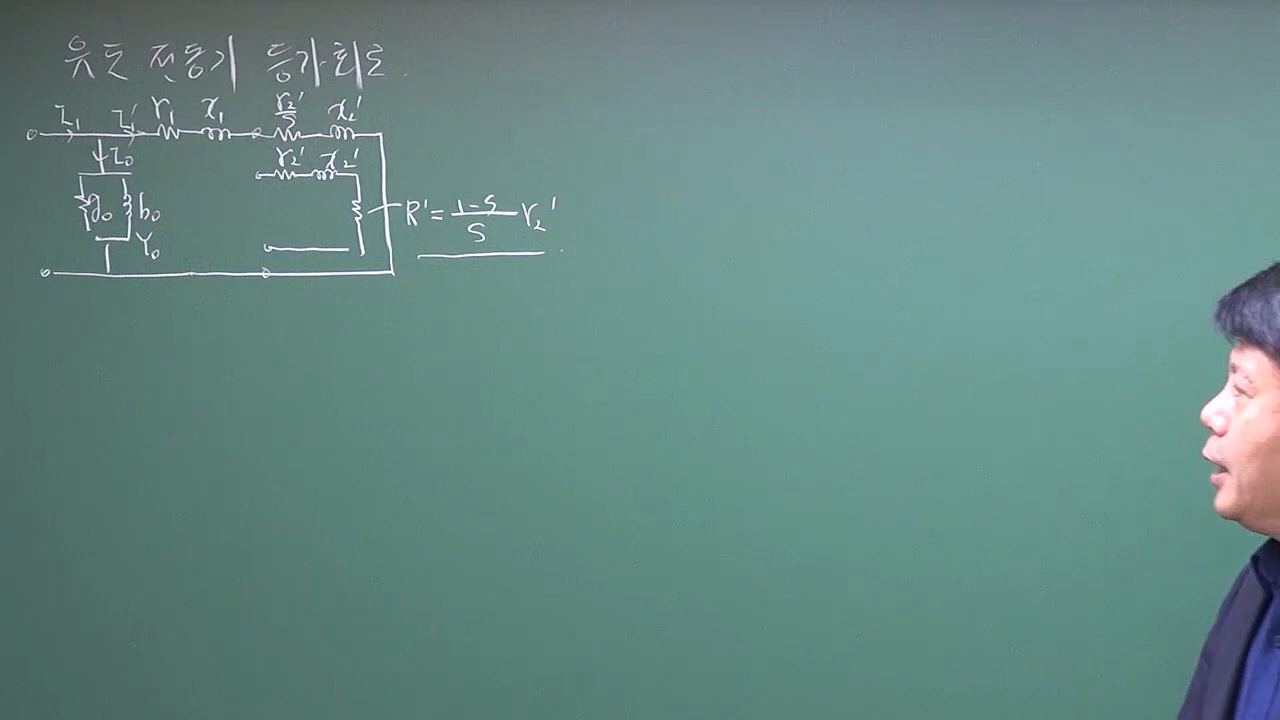 유도 전동기 등가회로.
I₁ I₁' r₁ x₁ r₂'/s x₂'
I₀ r₂' x₂'
g₀ b₀ R' = (1-s)/s r₂'
Y₀